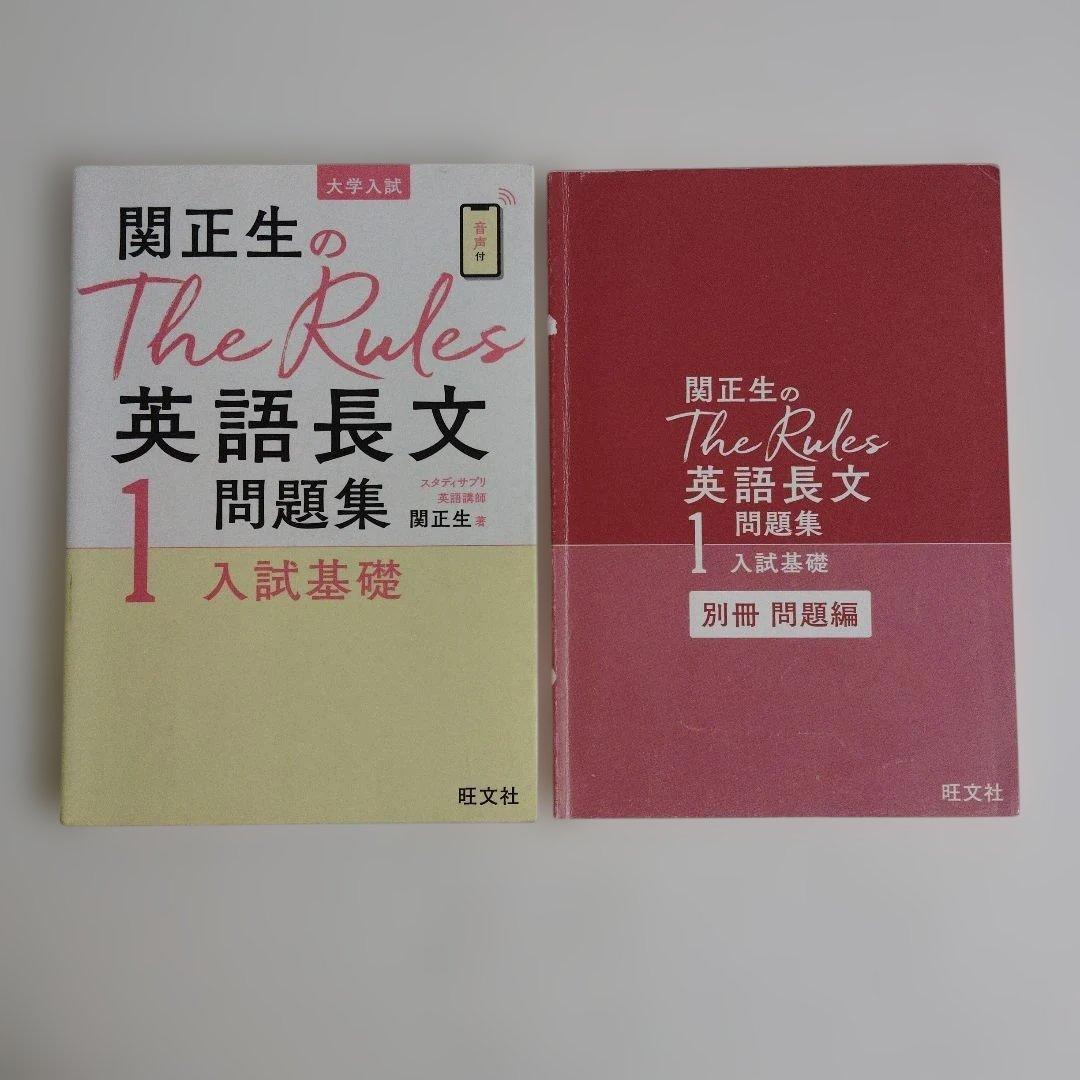 大学入試
関正生の
音声付
The Rules
英語長文
1 問題集
スタディサプリ
英語講師
関正生 著
入試基礎
旺文社
関正生の
The Rules
英語長文
1 問題集
入試基礎
別冊 問題編
旺文社